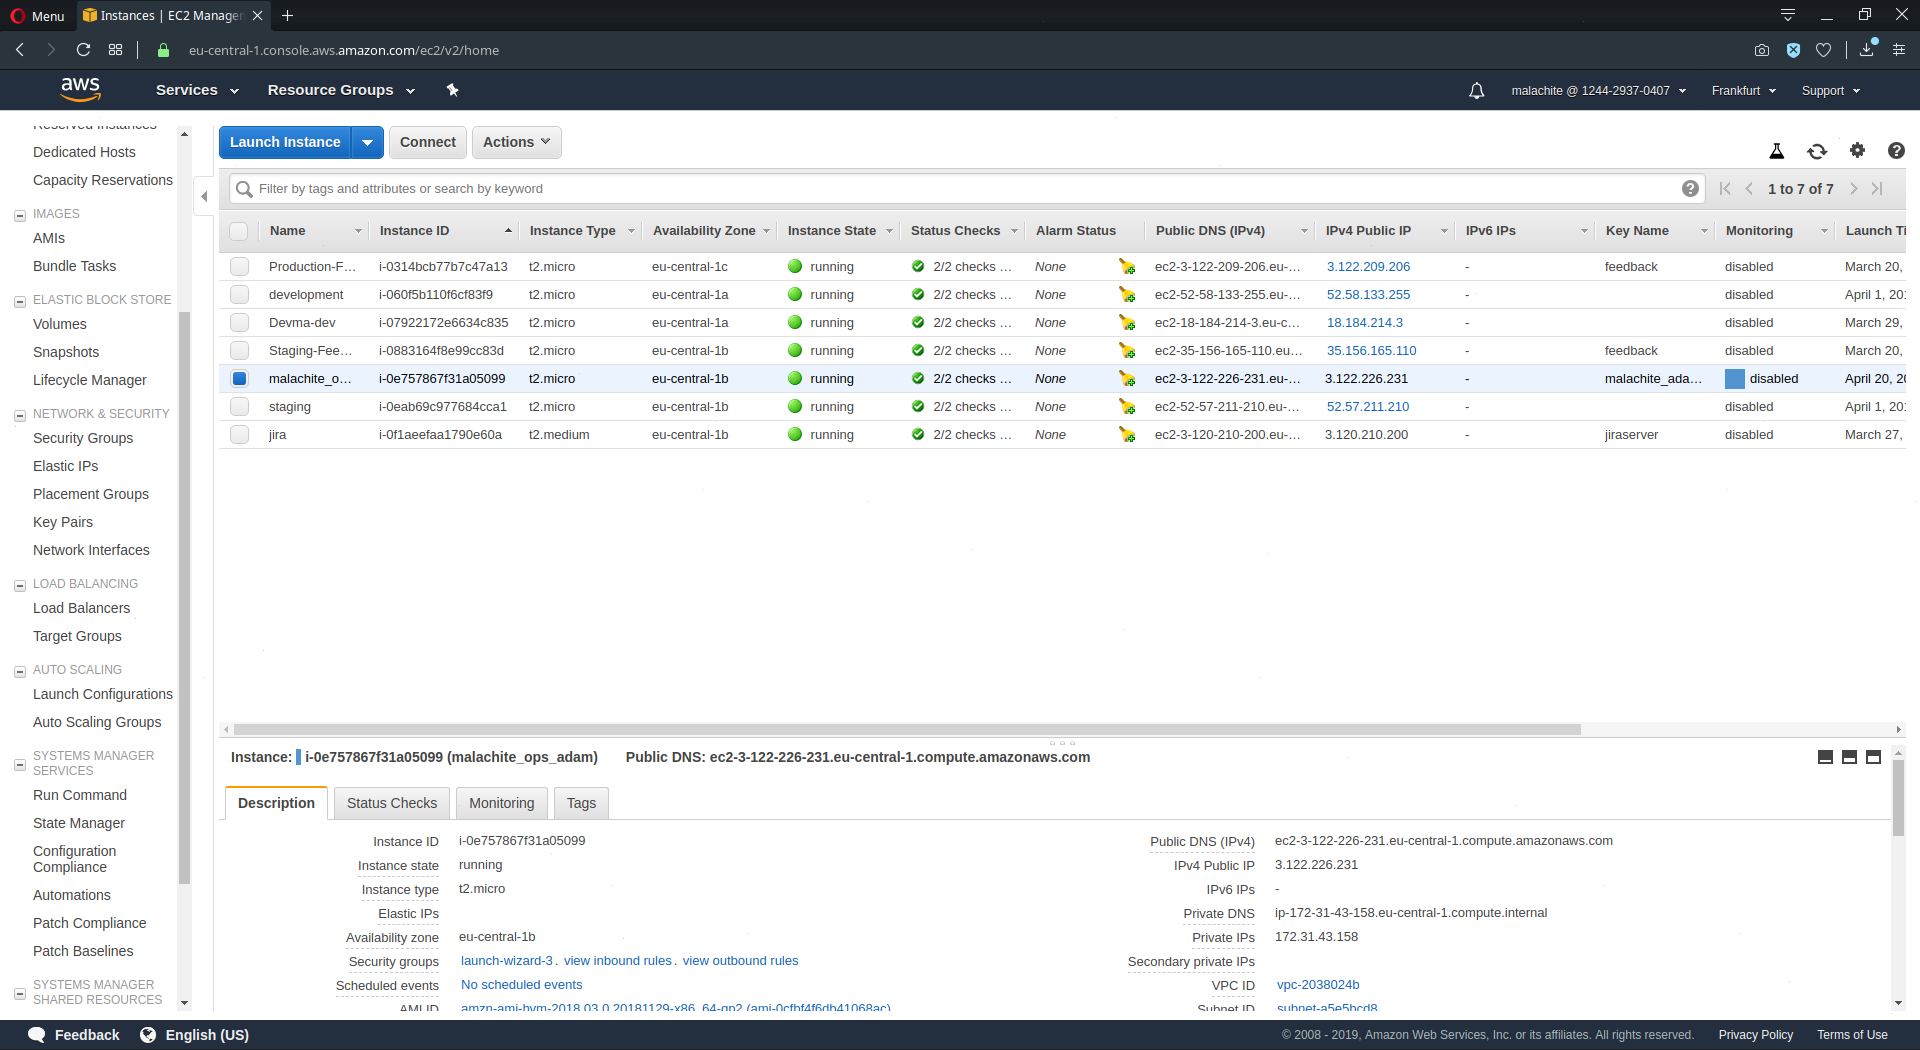 Menu
Instances | EC2 Manager
eu-central-1.console.aws.amazon.com/ec2/v2/home
aws
Services
Resource Groups
malachite @ 1244-2937-0407
Frankfurt
Support
Reserved Instances
Dedicated Hosts
Capacity Reservations
IMAGES
AMIs
Bundle Tasks
ELASTIC BLOCK STORE
Volumes
Snapshots
Lifecycle Manager
NETWORK & SECURITY
Security Groups
Elastic IPs
Placement Groups
Key Pairs
Network Interfaces
LOAD BALANCING
Load Balancers
Target Groups
AUTO SCALING
Launch Configurations
Auto Scaling Groups
SYSTEMS MANAGER
SERVICES
Run Command
State Manager
Configuration
Compliance
Automations
Patch Compliance
Patch Baselines
SYSTEMS MANAGER
SHARED RESOURCES
Launch Instance Connect Actions
Filter by tags and attributes or search by keyword
1 to 7 of 7
Name Instance ID Instance Type Availability Zone Instance State Status Checks Alarm Status Public DNS (IPv4) IPv4 Public IP IPv6 IPs Key Name Monitoring Launch Ti
Production-F... i-0314bcb77b7c47a13 t2.micro eu-central-1c running 2/2 checks ... None ec2-3-122-209-206.eu-... 3.122.209.206 - feedback disabled March 20,
development i-060f5b110f6cf83f9 t2.micro eu-central-1a running 2/2 checks ... None ec2-52-58-133-255.eu-... 52.58.133.255 - disabled April 1, 201
Devma-dev i-07922172e6634c835 t2.micro eu-central-1a running 2/2 checks ... None ec2-18-184-214-3.eu-c... 18.184.214.3 - disabled March 29,
Staging-Fee... i-0883164f8e99cc83d t2.micro eu-central-1b running 2/2 checks ... None ec2-35-156-165-110.eu... 35.156.165.110 - feedback disabled March 20,
malachite_o... i-0e757867f31a05099 t2.micro eu-central-1b running 2/2 checks ... None ec2-3-122-226-231.eu-... 3.122.226.231 - malachite_ada... disabled April 20, 20
staging i-0eab69c977684cca1 t2.micro eu-central-1b running 2/2 checks ... None ec2-52-57-211-210.eu-... 52.57.211.210 - disabled April 1, 201
jira i-0f1aeefaa1790e60a t2.medium eu-central-1b running 2/2 checks ... None ec2-3-120-210-200.eu-... 3.120.210.200 - jiraserver disabled March 27,
Instance: i-0e757867f31a05099 (malachite_ops_adam) Public DNS: ec2-3-122-226-231.eu-central-1.compute.amazonaws.com
Description Status Checks Monitoring Tags
Instance ID i-0e757867f31a05099
Instance state running
Instance type t2.micro
Elastic IPs
Availability zone eu-central-1b
Security groups launch-wizard-3. view inbound rules. view outbound rules
Scheduled events No scheduled events
AMI ID amzn-ami-hvm-2018.03.0.20181129-x86_64-gp2 (ami-0cfbf4f6db41068ac)
Public DNS (IPv4) ec2-3-122-226-231.eu-central-1.compute.amazonaws.com
IPv4 Public IP 3.122.226.231
IPv6 IPs -
Private DNS ip-172-31-43-158.eu-central-1.compute.internal
Private IPs 172.31.43.158
Secondary private IPs
VPC ID vpc-2038024b
Subnet ID subnet-a5e5bcd8
Feedback English (US)
© 2008 - 2019, Amazon Web Services, Inc. or its affiliates. All rights reserved. Privacy Policy Terms of Use